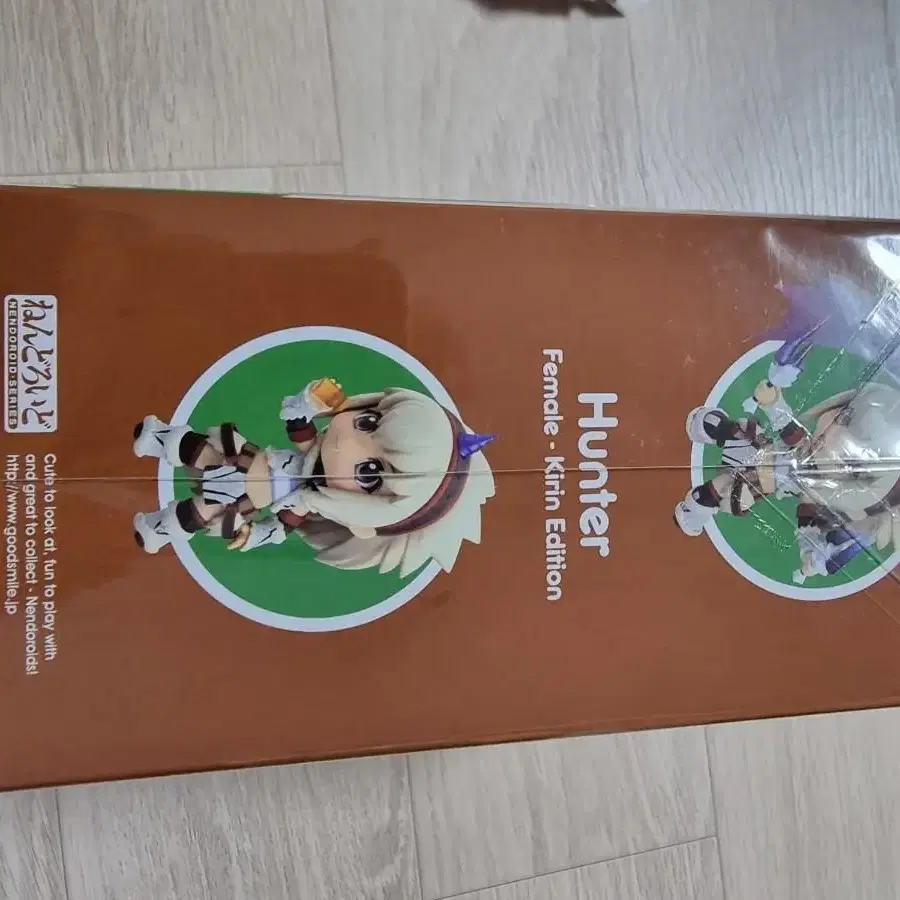 Hunter
Female - Kirin Edition
ねんどろいど
NENDOROID-SERIES
Cute to look at, fun to play with
and great to collect - Nendoroids!
http://www.goodsmile.jp